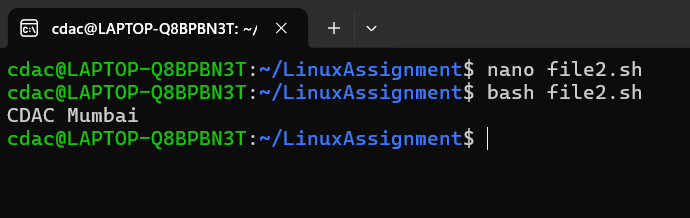 cdac@LAPTOP-Q8BPBN3T: ~/
cdac@LAPTOP-Q8BPBN3T:~/LinuxAssignment$ nano file2.sh
cdac@LAPTOP-Q8BPBN3T:~/LinuxAssignment$ bash file2.sh
CDAC Mumbai
cdac@LAPTOP-Q8BPBN3T:~/LinuxAssignment$